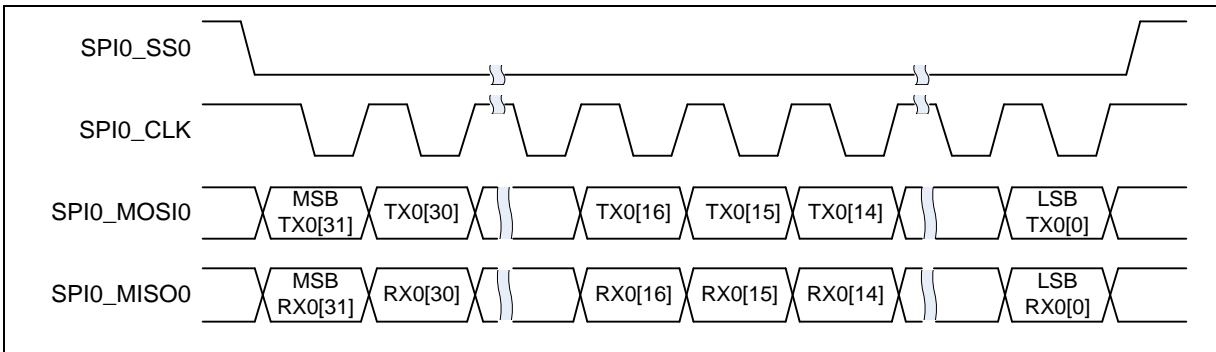 SPI0_SS0
SPI0_CLK
SPI0_MOSI0
MSB
TX0[31]
TX0[30]
TX0[16]
TX0[15]
TX0[14]
LSB
TX0[0]
SPI0_MISO0
MSB
RX0[31]
RX0[30]
RX0[16]
RX0[15]
RX0[14]
LSB
RX0[0]